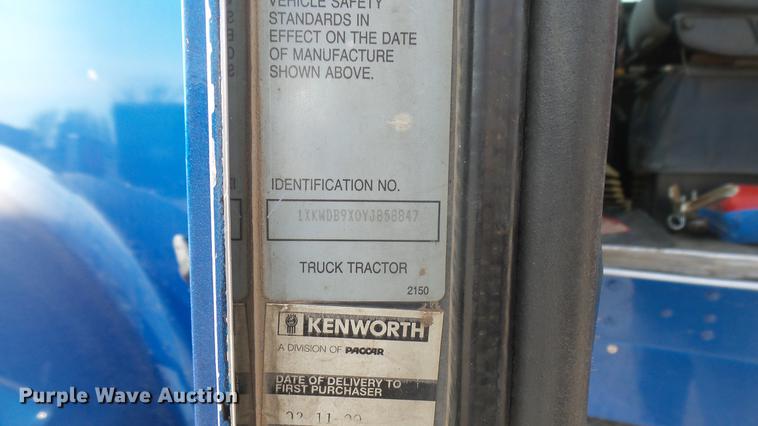 VEHICLE SAFETY
STANDARDS IN
EFFECT ON THE DATE
OF MANUFACTURE
SHOWN ABOVE.
IDENTIFICATION NO.
1XKWDB9X0YJ858847
TRUCK TRACTOR
2150
KENWORTH
A DIVISION OF PACCAR
DATE OF DELIVERY TO
FIRST PURCHASER
Purple Wave Auction